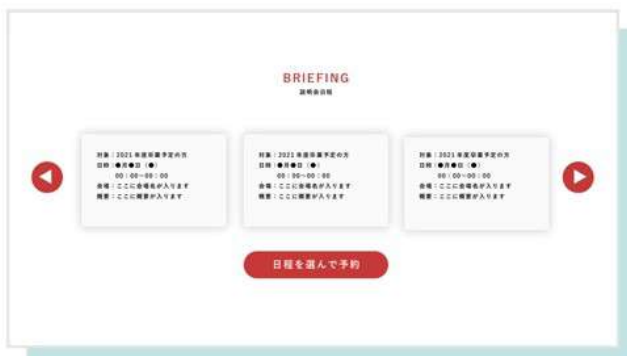 BRIEFING
説明会日程
対象：2021年度卒業予定の方
日時：●月●日（●）
00：00〜00：00
会場：ここに会場名が入ります
概要：ここに概要が入ります
対象：2021年度卒業予定の方
日時：●月●日（●）
00：00〜00：00
会場：ここに会場名が入ります
概要：ここに概要が入ります
対象：2021年度卒業予定の方
日時：●月●日（●）
00：00〜00：00
会場：ここに会場名が入ります
概要：ここに概要が入ります
日程を選んで予約